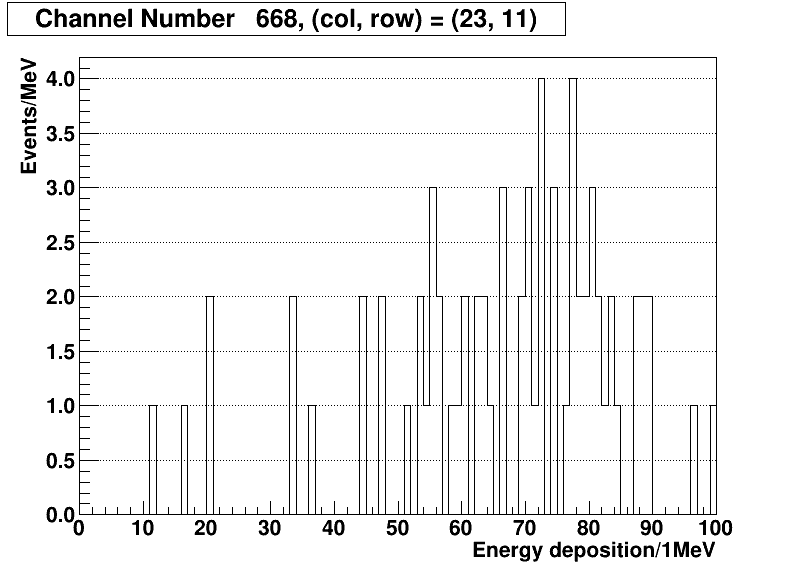 Channel Number 668, (col, row) = (23, 11)
Events/MeV
4.0
3.5
3.0
2.5
2.0
1.5
1.0
0.5
0.0
0 10 20 30 40 50 60 70 80 90 100
Energy deposition/1MeV